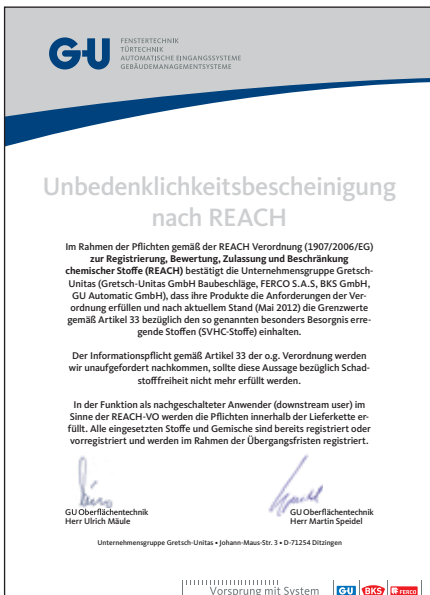 G-U
FENSTERTECHNIK
TÜRTECHNIK
AUTOMATISCHE EINGANGSSYSTEME
GEBÄUDEMANAGEMENTSYSTEME
Unbedenklichkeitsbescheinigung
nach REACH
Im Rahmen der Pflichten gemäß der REACH Verordnung (1907/2006/EG)
zur Registrierung, Bewertung, Zulassung und Beschränkung
chemischer Stoffe (REACH) bestätigt die Unternehmensgruppe Gretsch-
Unitas (Gretsch-Unitas GmbH Baubeschläge, FERCO S.A.S, BKS GmbH,
GU Automatic GmbH), dass ihre Produkte die Anforderungen der Ver-
ordnung erfüllen und nach aktuellem Stand (Mai 2012) die Grenzwerte
gemäß Artikel 33 bezüglich den so genannten besonders Besorgnis erre-
gende Stoffen (SVHC-Stoffe) einhalten.
Der Informationspflicht gemäß Artikel 33 der o.g. Verordnung werden
wir unaufgefordert nachkommen, sollte diese Aussage bezüglich Schad-
stofffreiheit nicht mehr erfüllt werden.
In der Funktion als nachgeschalteter Anwender (downstream user) im
Sinne der REACH-VO werden die Pflichten innerhalb der Lieferkette er-
füllt. Alle eingesetzten Stoffe und Gemische sind bereits registriert oder
vorregistriert und werden im Rahmen der Übergangsfristen registriert.
GU Oberflächentechnik
Herr Ulrich Mäule
GU Oberflächentechnik
Herr Martin Speidel
Unternehmensgruppe Gretsch-Unitas • Johann-Maus-Str. 3 • D-71254 Ditzingen
Vorsprung mit System
G-U BKS FERCO